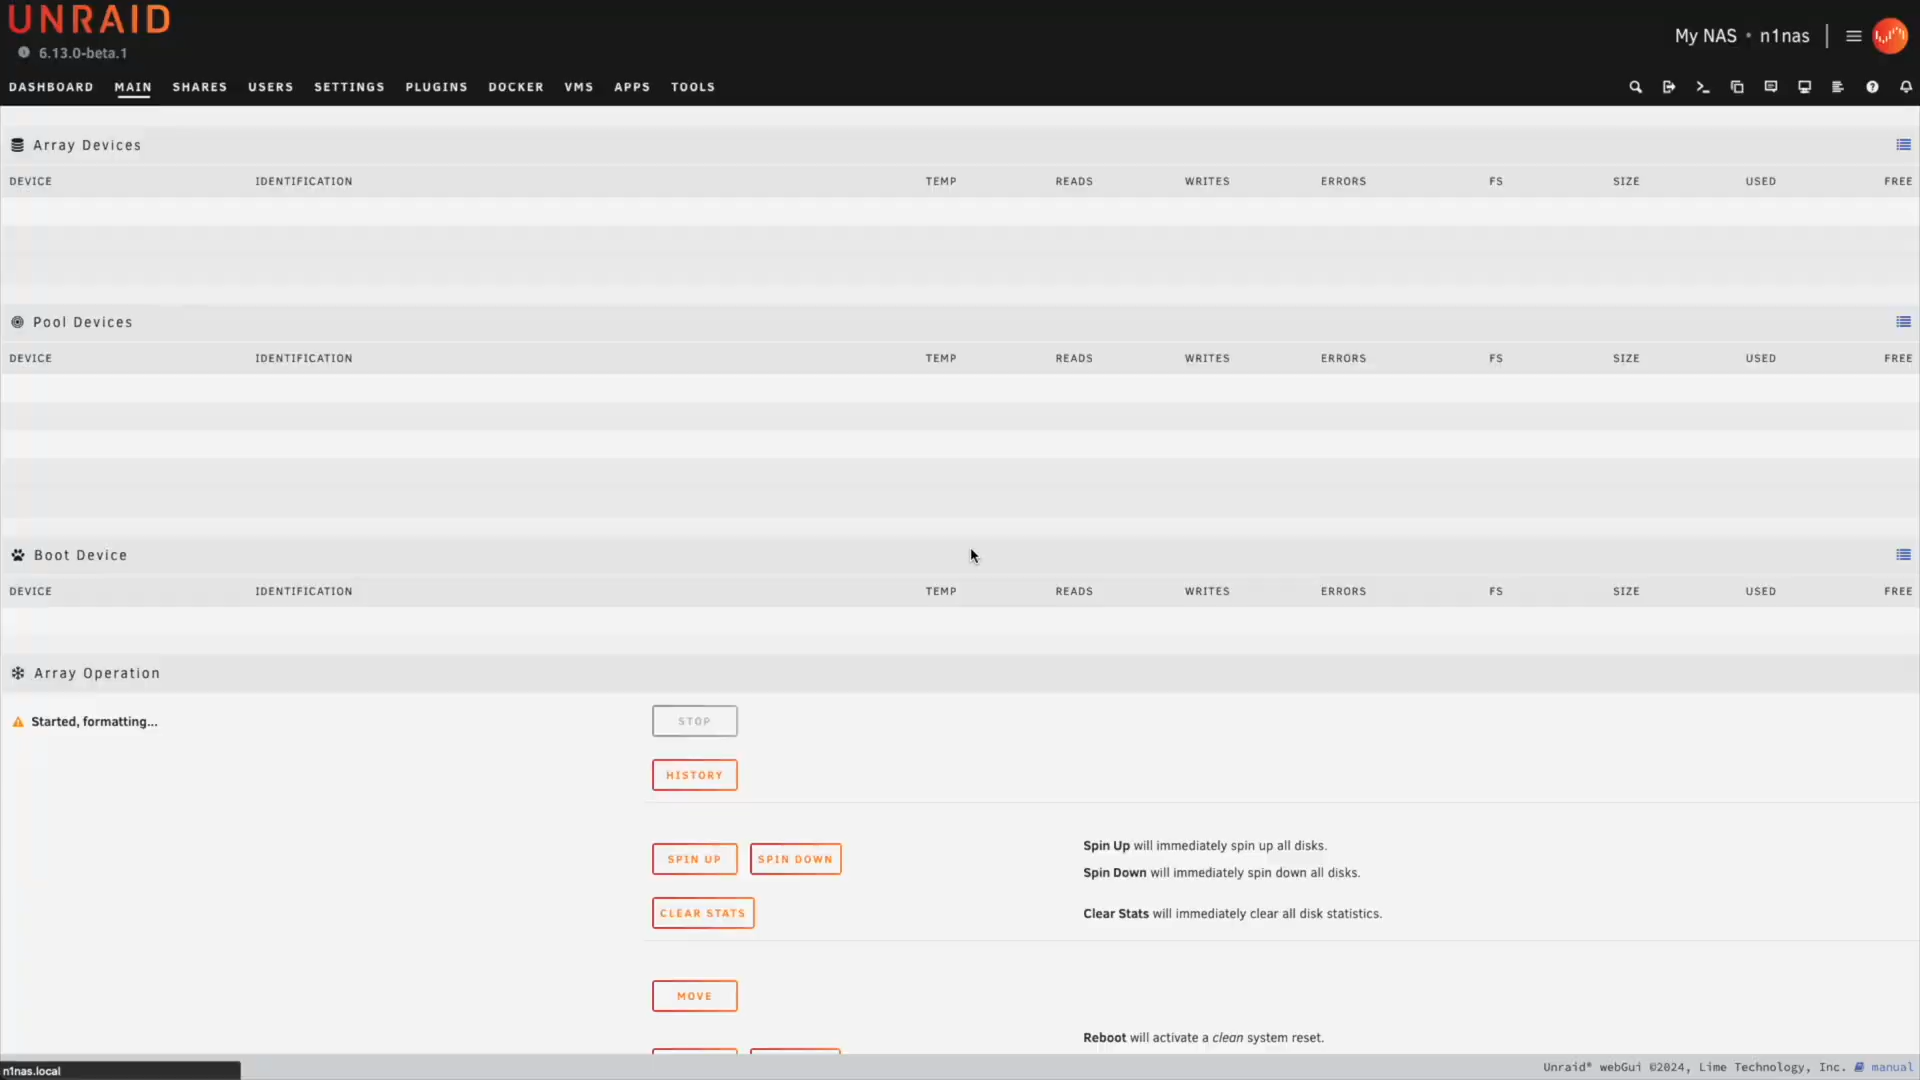 UNRAID
6.13.0-beta.1
My NAS • n1nas
DASHBOARD MAIN SHARES USERS SETTINGS PLUGINS DOCKER VMS APPS TOOLS
Array Devices
DEVICE IDENTIFICATION TEMP READS WRITES ERRORS FS SIZE USED FREE
Pool Devices
DEVICE IDENTIFICATION TEMP READS WRITES ERRORS FS SIZE USED FREE
Boot Device
DEVICE IDENTIFICATION TEMP READS WRITES ERRORS FS SIZE USED FREE
Array Operation
Started, formatting...
STOP
HISTORY
SPIN UP SPIN DOWN
Spin Up will immediately spin up all disks.
Spin Down will immediately spin down all disks.
CLEAR STATS
Clear Stats will immediately clear all disk statistics.
MOVE
Reboot will activate a clean system reset.
n1nas.local
Unraid® webGui ©2024, Lime Technology, Inc. manual